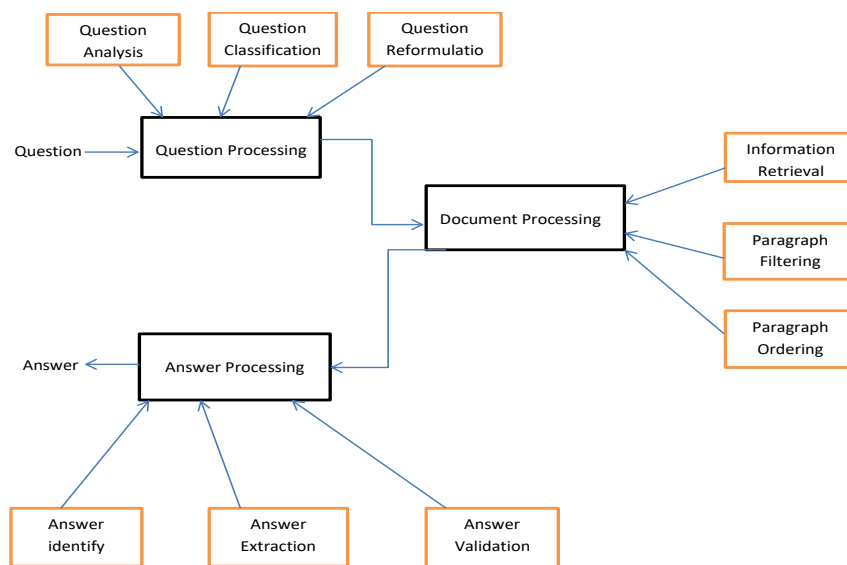 Question
Analysis
Question
Classification
Question
Reformulatio
Question
Question Processing
Information
Retrieval
Document Processing
Paragraph
Filtering
Paragraph
Ordering
Answer
Answer Processing
Answer
identify
Answer
Extraction
Answer
Validation